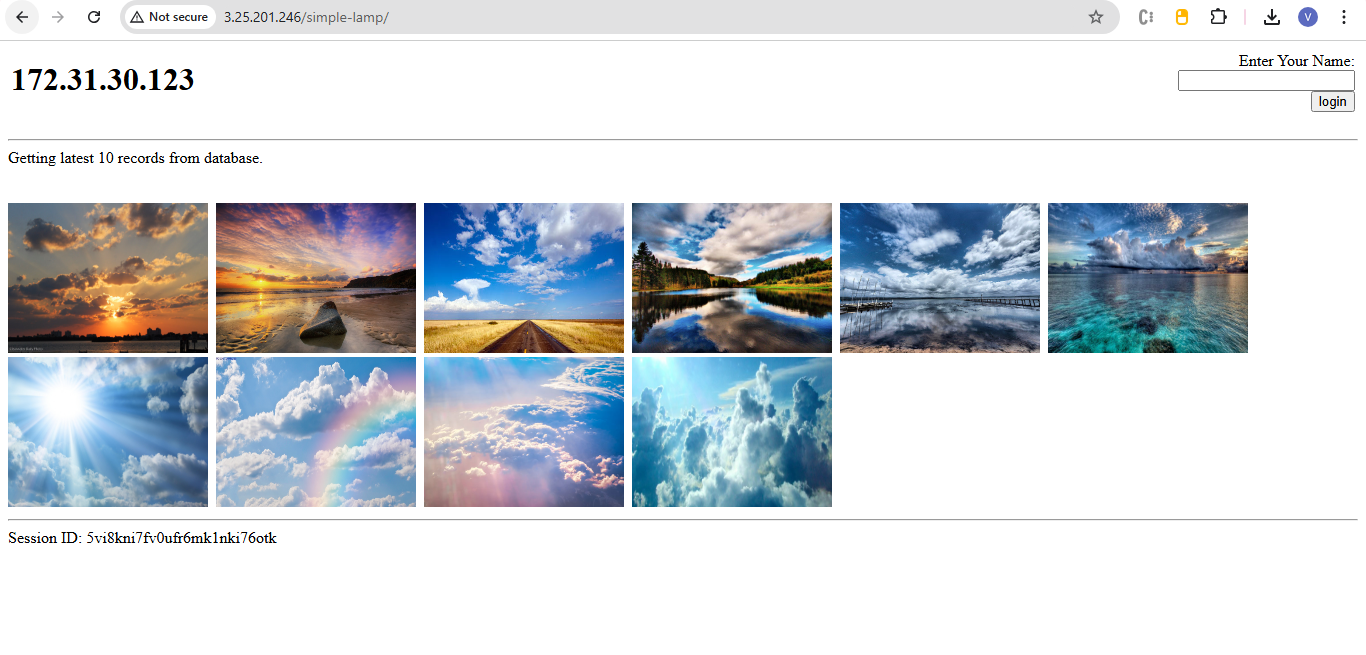 Not secure
3.25.201.246/simple-lamp/
V
172.31.30.123
Enter Your Name:
login
Getting latest 10 records from database.
Session ID: 5vi8kni7fv0ufr6mk1nki76otk